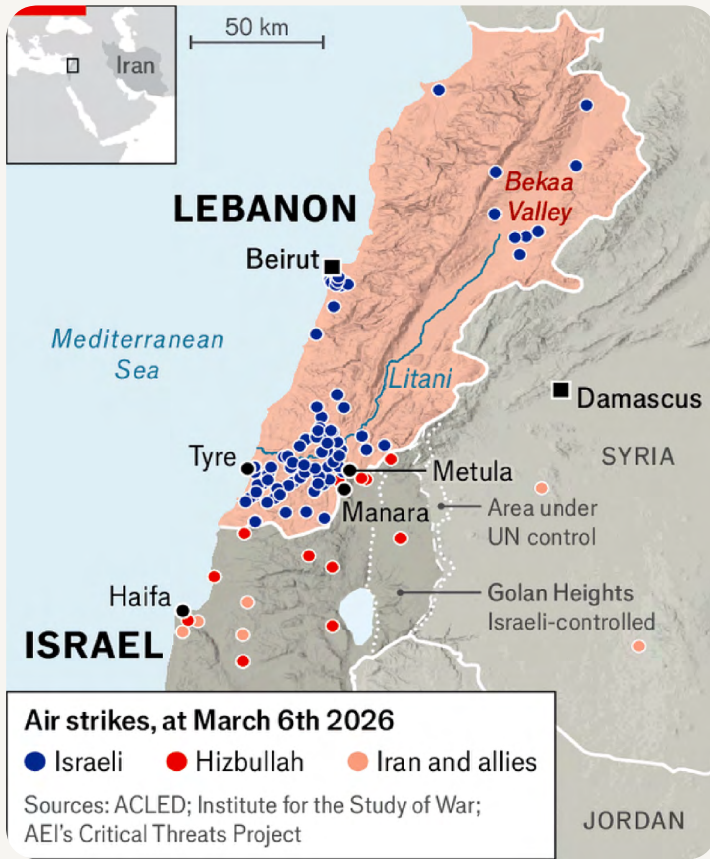 50 km
Iran
LEBANON
Bekaa
Valley
Beirut
Mediterranean
Sea
Litani
Damascus
Tyre
SYRIA
Metula
Manara
Area under
UN control
Haifa
Golan Heights
Israeli-controlled
ISRAEL
Air strikes, at March 6th 2026
Israeli
Hizbullah
Iran and allies
Sources: ACLED; Institute for the Study of War;
AEI’s Critical Threats Project
JORDAN